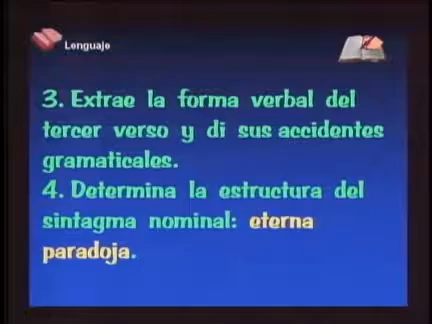 Lenguaje
3. Extrae la forma verbal del
tercer verso y di sus accidentes
gramaticales.
4. Determina la estructura del
sintagma nominal: eterna
paradoja.